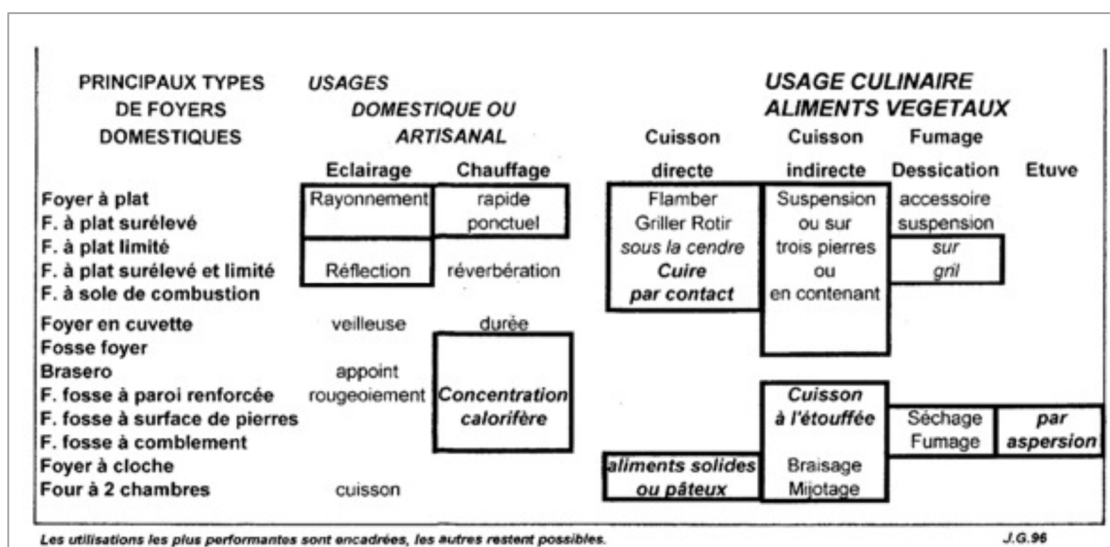 PRINCIPAUX TYPES USAGES USAGE CULINAIRE
DE FOYERS DOMESTIQUE OU ALIMENTS VEGETAUX
DOMESTIQUES ARTISANAL Cuisson Cuisson Fumage
Eclairage Chauffage directe indirecte Dessication Etuve
Foyer à plat Rayonnement rapide Flamber Suspension accessoire
F. à plat surélevé ponctuel Griller Rotir ou sur suspension
F. à plat limité sous la cendre trois pierres sur
F. à plat surélevé et limité Réflection réverbération Cuire ou gril
F. à sole de combustion par contact en contenant
Foyer en cuvette veilleuse durée
Fosse foyer
Brasero appoint
F. fosse à paroi renforcée rougeoiement Concentration Cuisson
F. fosse à surface de pierres calorifère à l'étouffée Séchage par
F. fosse à comblement Fumage aspersion
Foyer à cloche aliments solides Braisage
Four à 2 chambres cuisson ou pâteux Mijotage
Les utilisations les plus performantes sont encadrées, les autres restent possibles. J.G.96